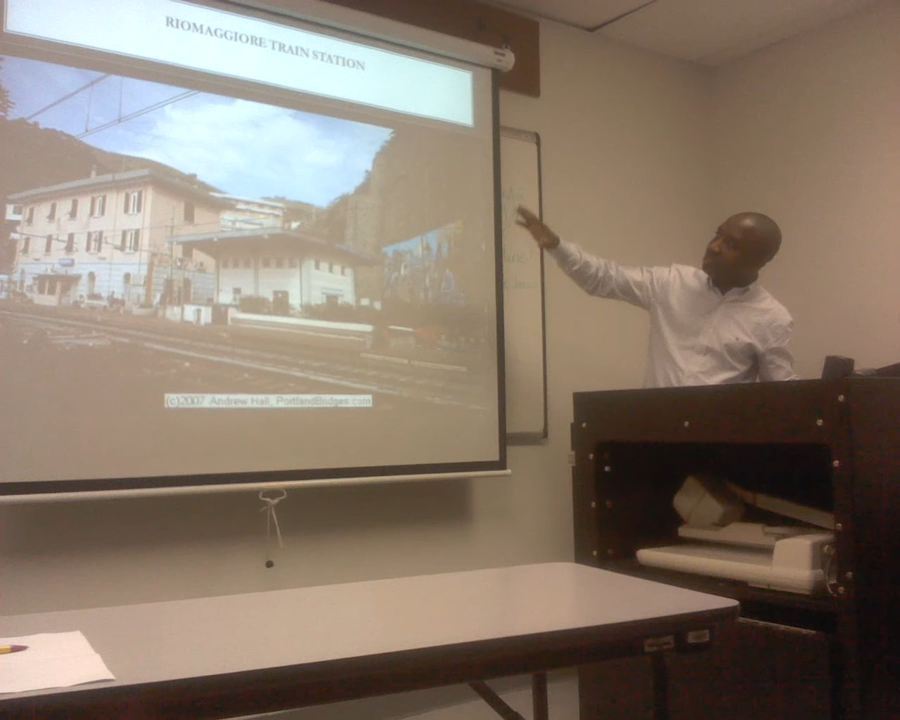 RIOMAGGIORE TRAIN STATION
(c)2007 Andrew Hall, PortlandBridges.com